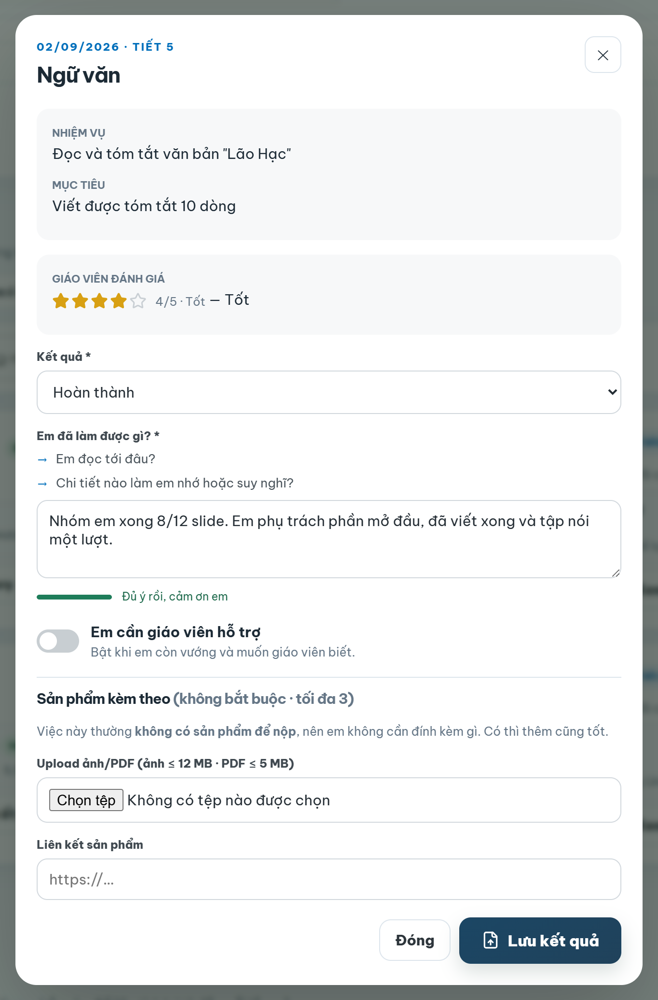 02/09/2026 · TIẾT 5
Ngữ văn
NHIỆM VỤ
Đọc và tóm tắt văn bản "Lão Hạc"
MỤC TIÊU
Viết được tóm tắt 10 dòng
GIÁO VIÊN ĐÁNH GIÁ
4/5 · Tốt — Tốt
Kết quả *
Hoàn thành
Em đã làm được gì? *
→ Em đọc tới đâu?
→ Chi tiết nào làm em nhớ hoặc suy nghĩ?
Nhóm em xong 8/12 slide. Em phụ trách phần mở đầu, đã viết xong và tập nói
một lượt.
Đủ ý rồi, cảm ơn em
Em cần giáo viên hỗ trợ
Bật khi em còn vướng và muốn giáo viên biết.
Sản phẩm kèm theo (không bắt buộc · tối đa 3)
Việc này thường không có sản phẩm để nộp, nên em không cần đính kèm gì. Có thì thêm cũng tốt.
Upload ảnh/PDF (ảnh ≤ 12 MB · PDF ≤ 5 MB)
Chọn tệp Không có tệp nào được chọn
Liên kết sản phẩm
https://...
Đóng
Lưu kết quả